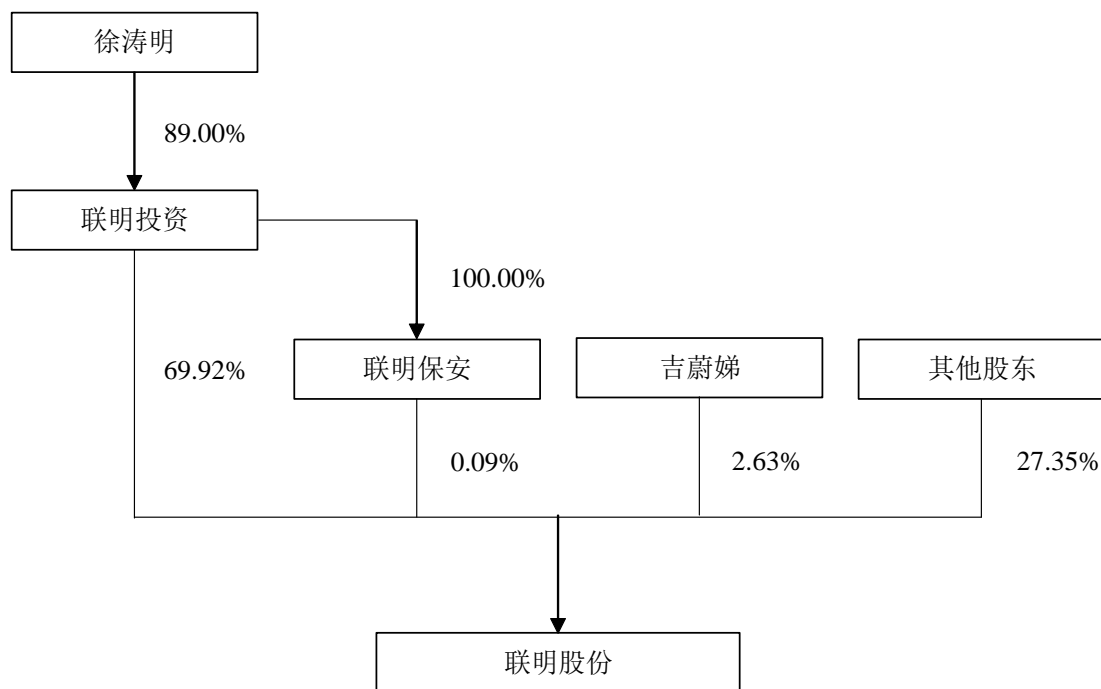 徐涛明
89.00%
联明投资
100.00%
69.92%
联明保安
吉蔚娣
其他股东
0.09%
2.63%
27.35%
联明股份